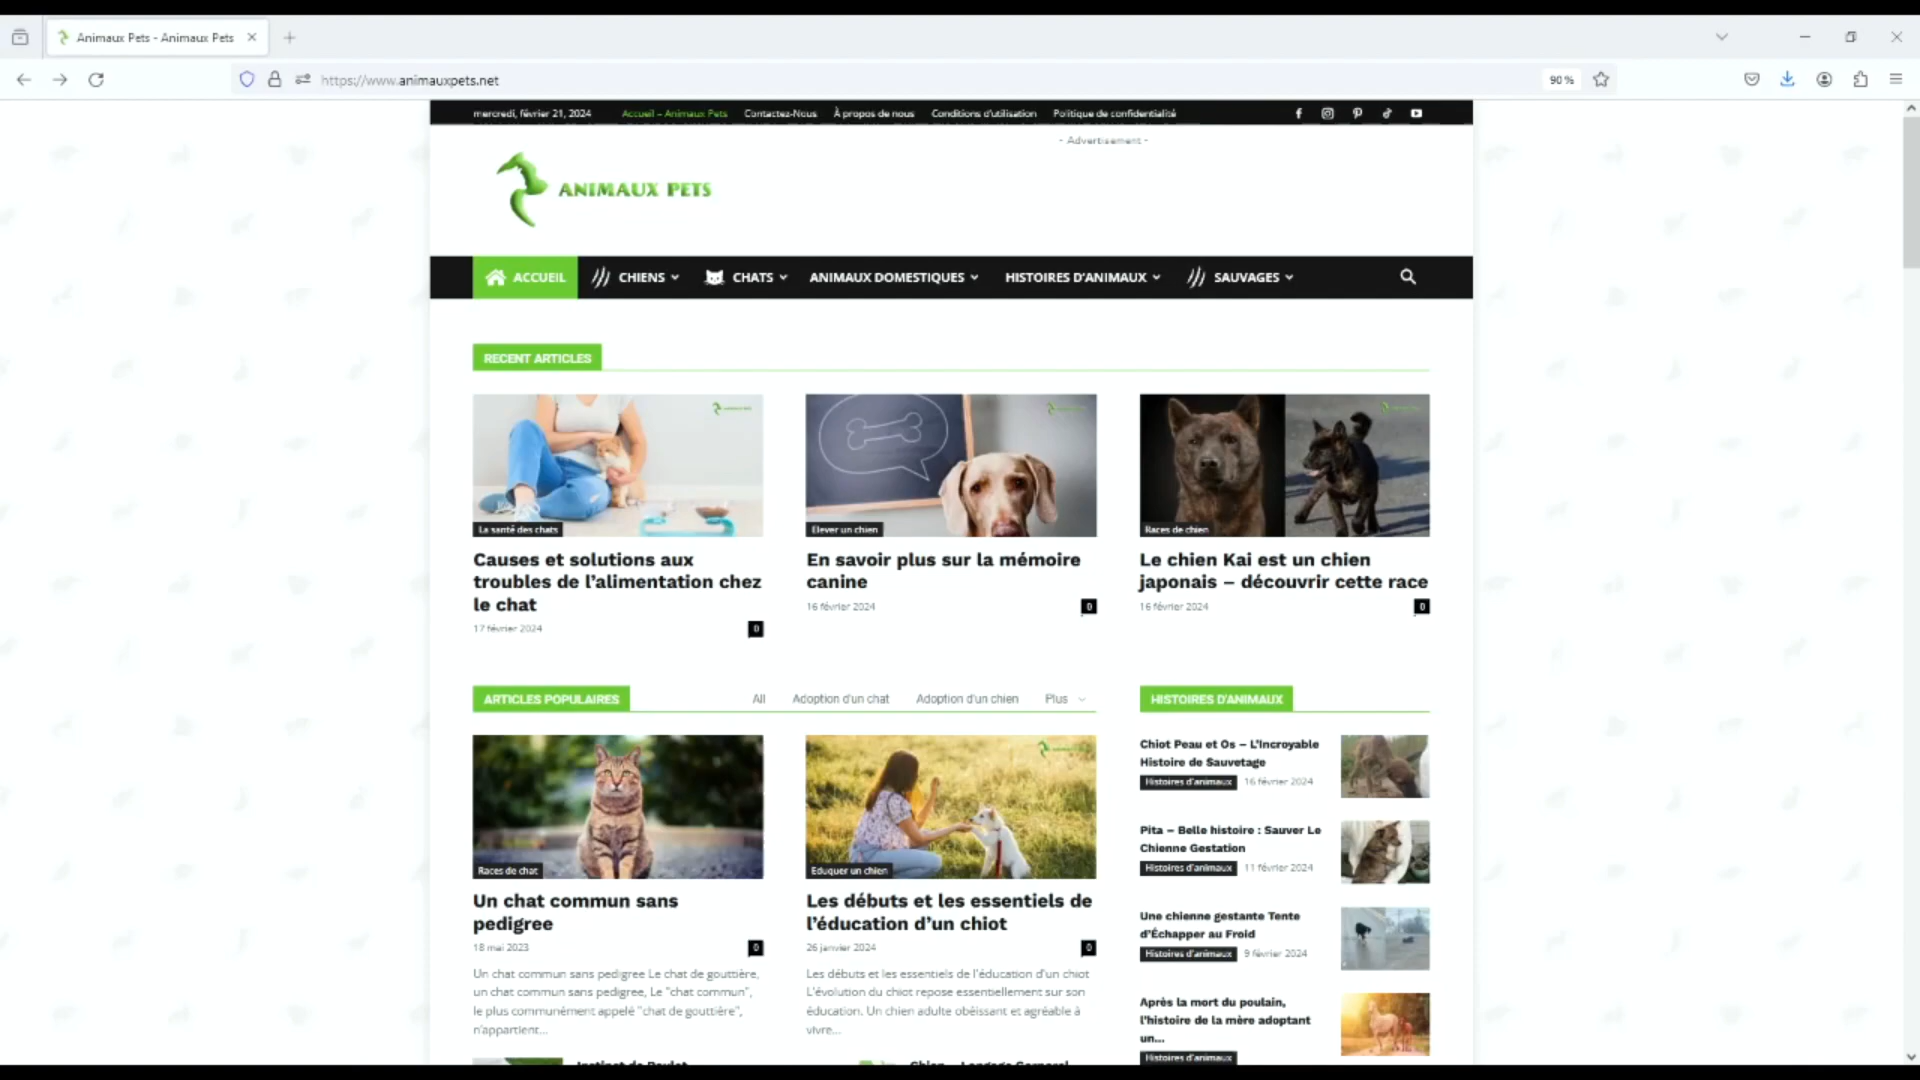 Animaux Pets - Animaux Pets
https://www.animauxpets.net
90 %
mercredi, février 21, 2024
Accueil – Animaux Pets
Contactez-Nous
À propos de nous
Conditions d'utilisation
Politique de confidentialité
- Advertisement -
ANIMAUX PETS
ACCUEIL
CHIENS
CHATS
ANIMAUX DOMESTIQUES
HISTOIRES D'ANIMAUX
SAUVAGES
RECENT ARTICLES
La santé des chats
Causes et solutions aux
troubles de l'alimentation chez
le chat
17 février 2024
0
Elever un chien
En savoir plus sur la mémoire
canine
16 février 2024
0
Races de chien
Le chien Kai est un chien
japonais – découvrir cette race
16 février 2024
0
ARTICLES POPULAIRES
All
Adoption d'un chat
Adoption d'un chien
Plus
Races de chat
Un chat commun sans
pedigree
18 mai 2023
0
Un chat commun sans pedigree Le chat de gouttière,
un chat commun sans pedigree, Le "chat commun",
le plus communément appelé "chat de gouttière",
n'appartient...
Eduquer un chien
Les débuts et les essentiels de
l'éducation d'un chiot
26 janvier 2024
0
Les débuts et les essentiels de l'éducation d'un chiot
L'évolution du chiot repose essentiellement sur son
éducation. Un chien adulte obéissant et agréable à
vivre...
HISTOIRES D'ANIMAUX
Chiot Peau et Os – L'Incroyable
Histoire de Sauvetage
Histoires d'animaux
16 février 2024
Pita – Belle histoire : Sauver Le
Chienne Gestation
Histoires d'animaux
11 février 2024
Une chienne gestante Tente
d'Échapper au Froid
Histoires d'animaux
9 février 2024
Après la mort du poulain,
l'histoire de la mère adoptant
un...
Histoires d'animaux